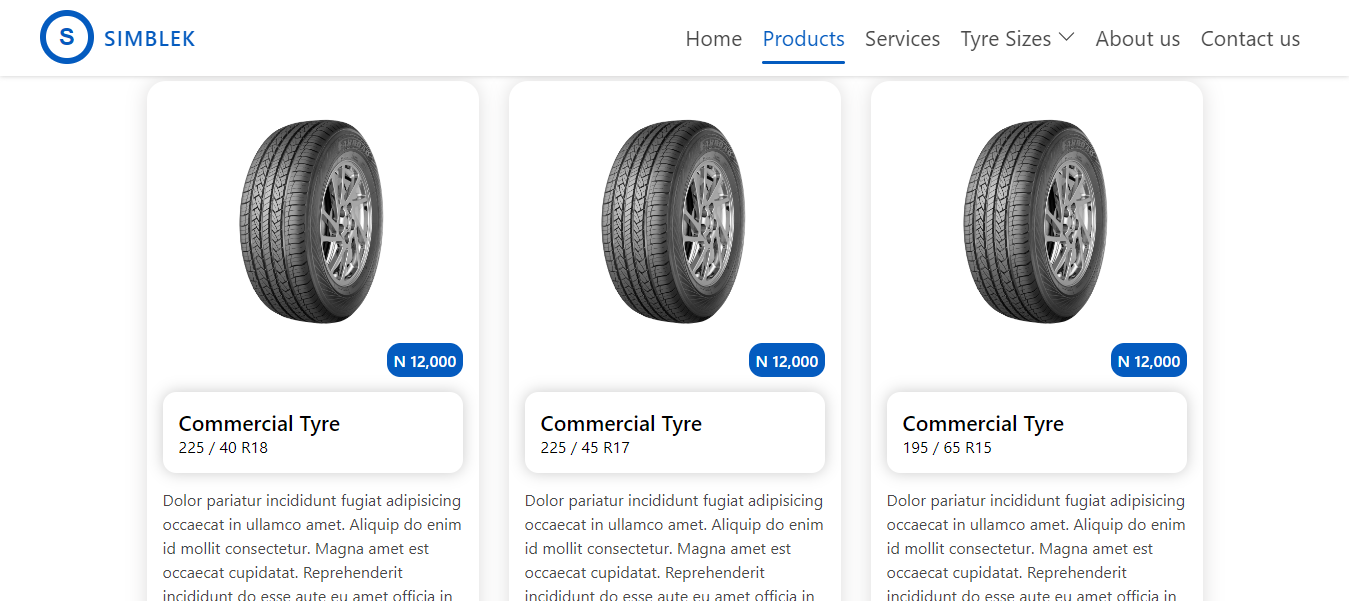 S SIMBLEK Home Products Services Tyre Sizes About us Contact us
N 12,000 N 12,000 N 12,000
Commercial Tyre
225 / 40 R18
Commercial Tyre
225 / 45 R17
Commercial Tyre
195 / 65 R15
Dolor pariatur incididunt fugiat adipisicing
occaecat in ullamco amet. Aliquip do enim
id mollit consectetur. Magna amet est
occaecat cupidatat. Reprehenderit
incididunt do esse aute eu amet officia in
Dolor pariatur incididunt fugiat adipisicing
occaecat in ullamco amet. Aliquip do enim
id mollit consectetur. Magna amet est
occaecat cupidatat. Reprehenderit
incididunt do esse aute eu amet officia in
Dolor pariatur incididunt fugiat adipisicing
occaecat in ullamco amet. Aliquip do enim
id mollit consectetur. Magna amet est
occaecat cupidatat. Reprehenderit
incididunt do esse aute eu amet officia in